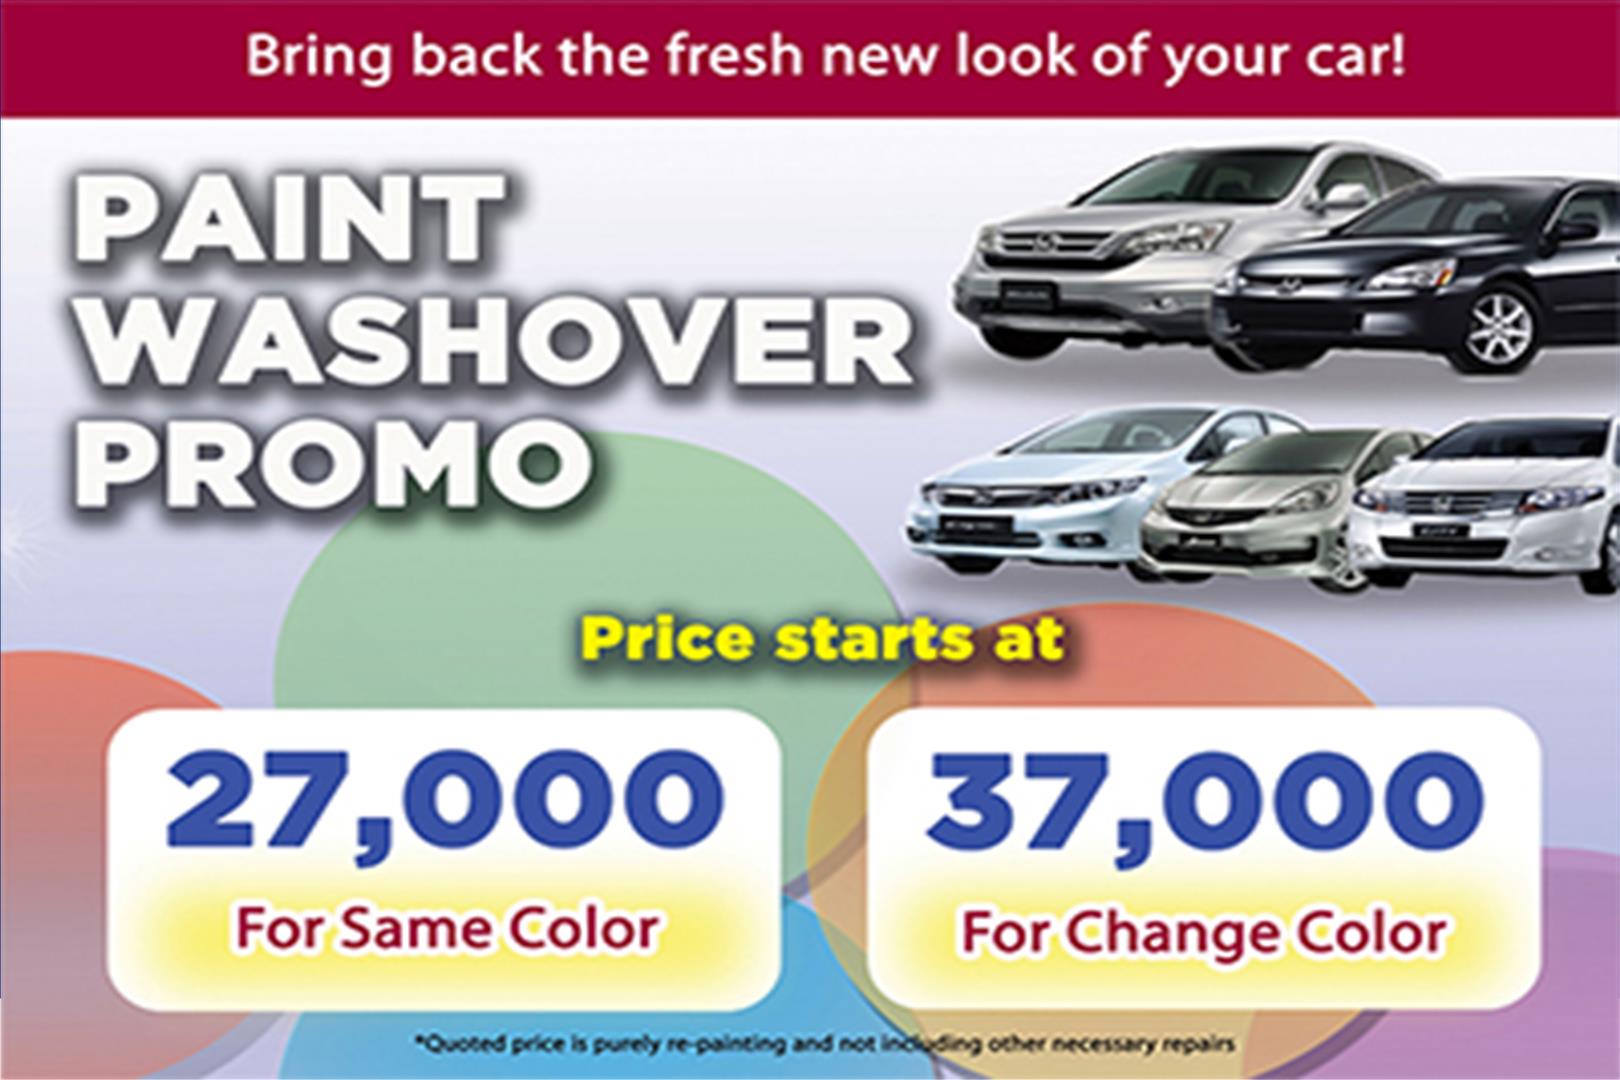 Bring back the fresh new look of your car!
PAINT
WASHOVER
PROMO
Price starts at
27,000
For Same Color
37,000
For Change Color
*Quoted price is purely re-painting and not including other necessary repairs